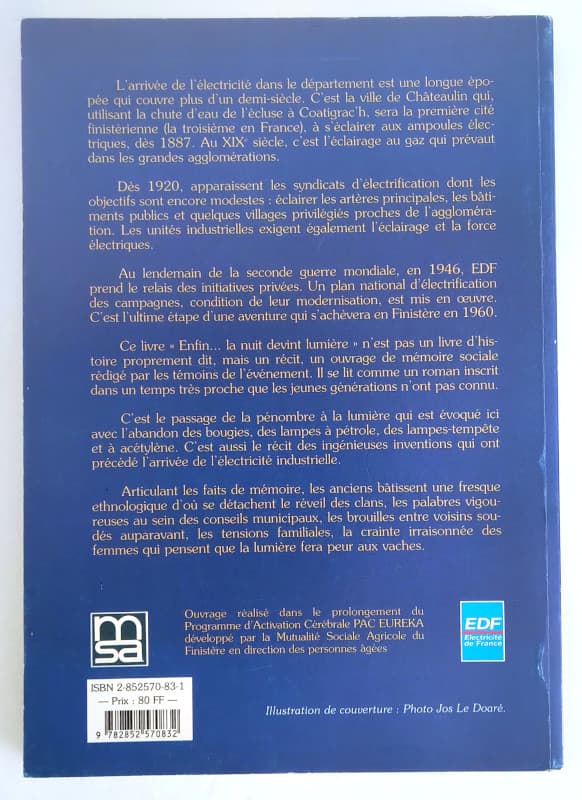 L'arrivée de l'électricité dans le département est une longue épo-
pée qui couvre plus d'un demi-siècle. C'est la ville de Châteaulin qui,
utilisant la chute d'eau de l'écluse à Coatigrac'h, sera la première cité
finistérienne (la troisième en France), à s'éclairer aux ampoules élec-
triques, dès 1887. Au XIXe siècle, c'est l'éclairage au gaz qui prévaut
dans les grandes agglomérations.
Dès 1920, apparaissent les syndicats d'électrification dont les
objectifs sont encore modestes : éclairer les artères principales, les bâti-
ments publics et quelques villages privilégiés proches de l'aggloméra-
tion. Les unités industrielles exigent également l'éclairage et la force
électriques.
Au lendemain de la seconde guerre mondiale, en 1946, EDF
prend le relais des initiatives privées. Un plan national d'électrification
des campagnes, condition de leur modernisation, est mis en œuvre.
C'est l'ultime étape d'une aventure qui s'achèvera en Finistère en 1960.
Ce livre « Enfin... la nuit devint lumière » n'est pas un livre d'his-
toire proprement dit, mais un récit, un ouvrage de mémoire sociale
rédigé par les témoins de l'événement. Il se lit comme un roman inscrit
dans un temps très proche que les jeunes générations n'ont pas connu.
C'est le passage de la pénombre à la lumière qui est évoqué ici
avec l'abandon des bougies, des lampes à pétrole, des lampes-tempête
et à acétylène. C'est aussi le récit des ingénieuses inventions qui ont
précédé l'arrivée de l'électricité industrielle.
Articulant les faits de mémoire, les anciens bâtissent une fresque
ethnologique d'où se détachent le réveil des clans, les palabres vigou-
reuses au sein des conseils municipaux, les brouilles entre voisins sou-
dés auparavant, les tensions familiales, la crainte irraisonnée des
femmes qui pensent que la lumière fera peur aux vaches.
msa
Ouvrage réalisé dans le prolongement du
Programme d'Activation Cérébrale PAC EUREKA
développé par la Mutualité Sociale Agricole du
Finistère en direction des personnes âgées
EDF
Electricité
de France
ISBN 2-852570-83-1
— Prix : 80 FF —
9 782852 570832
Illustration de couverture : Photo Jos Le Doaré.